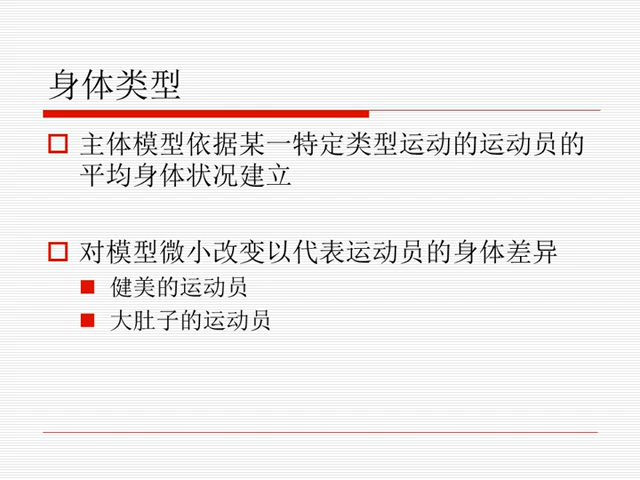 身体类型
主体模型依据某一特定类型运动的运动员的
平均身体状况建立
对模型微小改变以代表运动员的身体差异
健美的运动员
大肚子的运动员